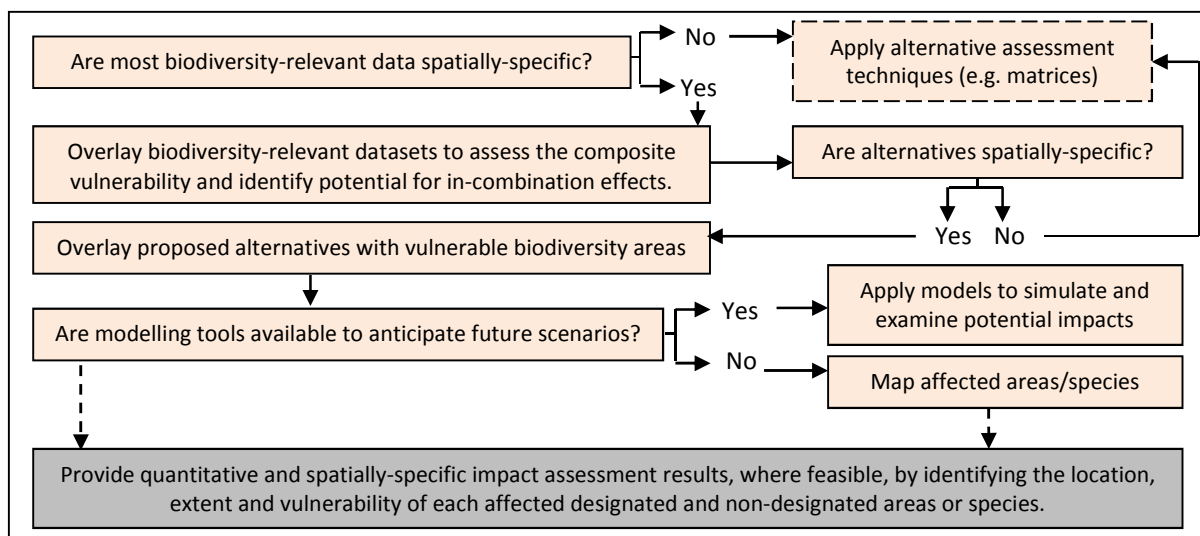 Are most biodiversity-relevant data spatially-specific?
No
Yes
Apply alternative assessment
techniques (e.g. matrices)
Overlay biodiversity-relevant datasets to assess the composite
vulnerability and identify potential for in-combination effects.
Are alternatives spatially-specific?
Yes No
Overlay proposed alternatives with vulnerable biodiversity areas
Are modelling tools available to anticipate future scenarios?
Yes
No
Apply models to simulate and
examine potential impacts
Map affected areas/species
Provide quantitative and spatially-specific impact assessment results, where feasible, by identifying the location,
extent and vulnerability of each affected designated and non-designated areas or species.